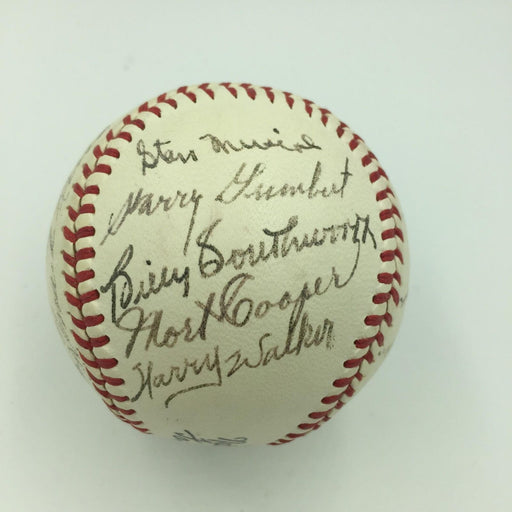 Stan Musial
Harry Gumbert
Billy Southworth
Mort Cooper
Harry Walker